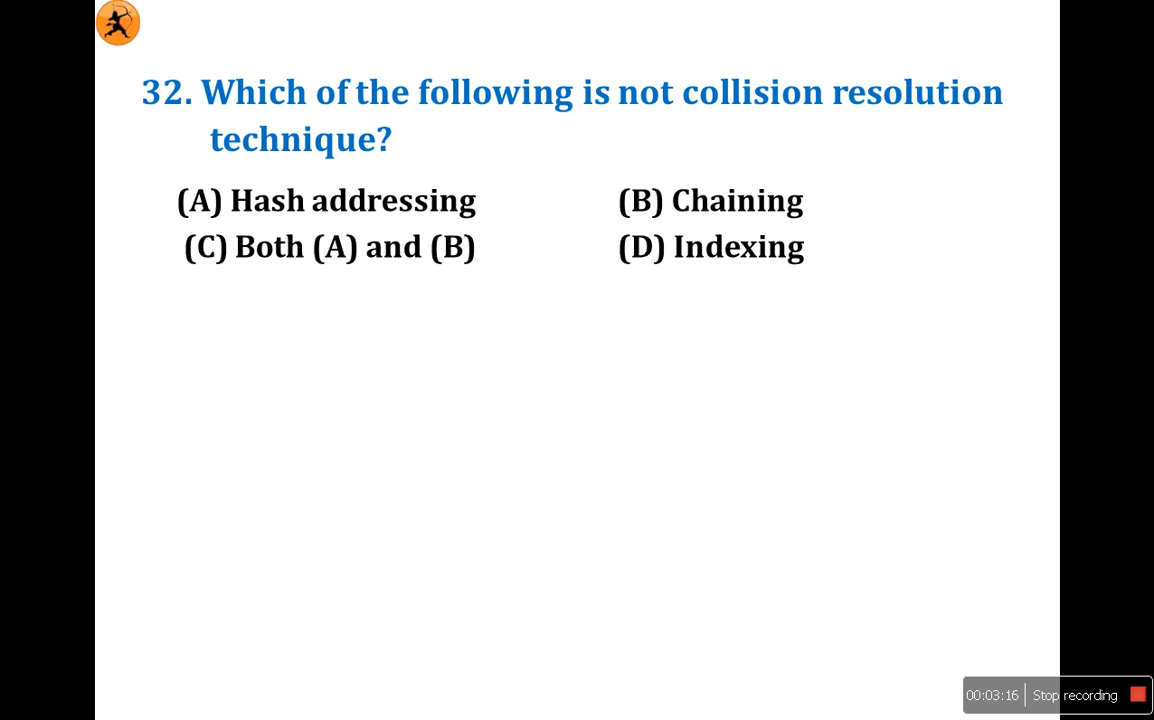 32. Which of the following is not collision resolution
technique?
(A) Hash addressing (B) Chaining
(C) Both (A) and (B) (D) Indexing
00:03:16 Stop recording